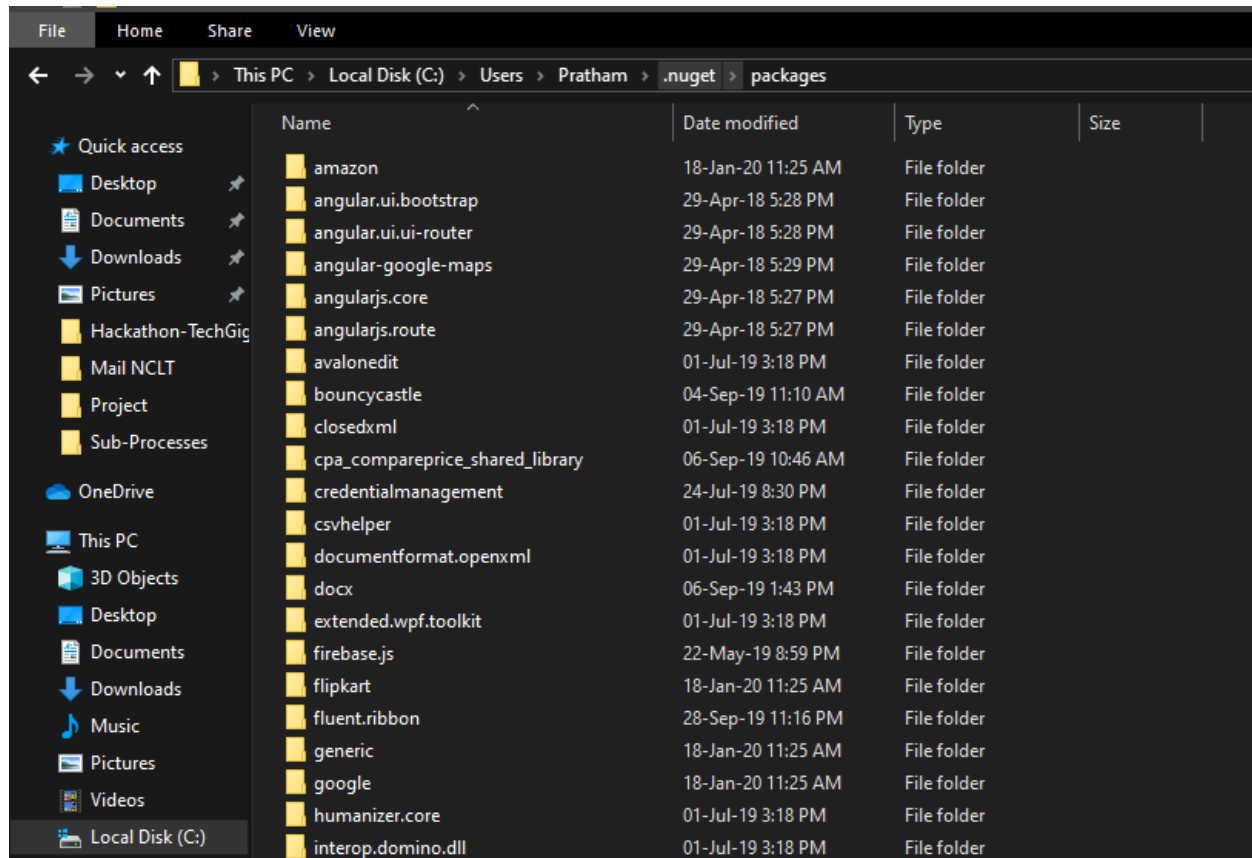 File Home Share View
This PC > Local Disk (C:) > Users > Pratham > .nuget > packages
Name Date modified Type Size
Quick access
Desktop
Documents
Downloads
Pictures
Hackathon-TechGig
Mail NCLT
Project
Sub-Processes
OneDrive
This PC
3D Objects
Desktop
Documents
Downloads
Music
Pictures
Videos
Local Disk (C:)
amazon 18-Jan-20 11:25 AM File folder
angular.ui.bootstrap 29-Apr-18 5:28 PM File folder
angular.ui.ui-router 29-Apr-18 5:28 PM File folder
angular-google-maps 29-Apr-18 5:29 PM File folder
angularjs.core 29-Apr-18 5:27 PM File folder
angularjs.route 29-Apr-18 5:27 PM File folder
avalonedit 01-Jul-19 3:18 PM File folder
bouncycastle 04-Sep-19 11:10 AM File folder
closedxml 01-Jul-19 3:18 PM File folder
cpa_compareprice_shared_library 06-Sep-19 10:46 AM File folder
credentialmanagement 24-Jul-19 8:30 PM File folder
csvhelper 01-Jul-19 3:18 PM File folder
documentformat.openxml 01-Jul-19 3:18 PM File folder
docx 06-Sep-19 1:43 PM File folder
extended.wpf.toolkit 01-Jul-19 3:18 PM File folder
firebase.js 22-May-19 8:59 PM File folder
flipkart 18-Jan-20 11:25 AM File folder
fluent.ribbon 28-Sep-19 11:16 PM File folder
generic 18-Jan-20 11:25 AM File folder
google 18-Jan-20 11:25 AM File folder
humanizer.core 01-Jul-19 3:18 PM File folder
interop.domino.dll 01-Jul-19 3:18 PM File folder